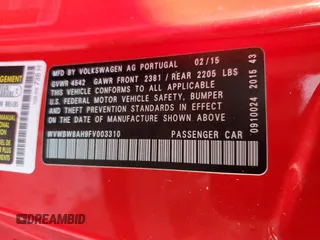 MFD BY VOLKSWAGEN AG PORTUGAL 02/15
GVWR 4542 GAWR FRONT 2381 / REAR 2205 LBS
THIS VEHICLE CONFORMS TO ALL APPLICABLE
U.S. FEDERAL MOTOR VEHICLE SAFETY, BUMPER
AND THEFT PREVENTION STANDARDS IN EFFECT
ON THE DATE OF MANUFACTURE SHOWN ABOVE
WVWBW8AH9FV003310 PASSENGER CAR
0910024 2015 43
DREAMBID